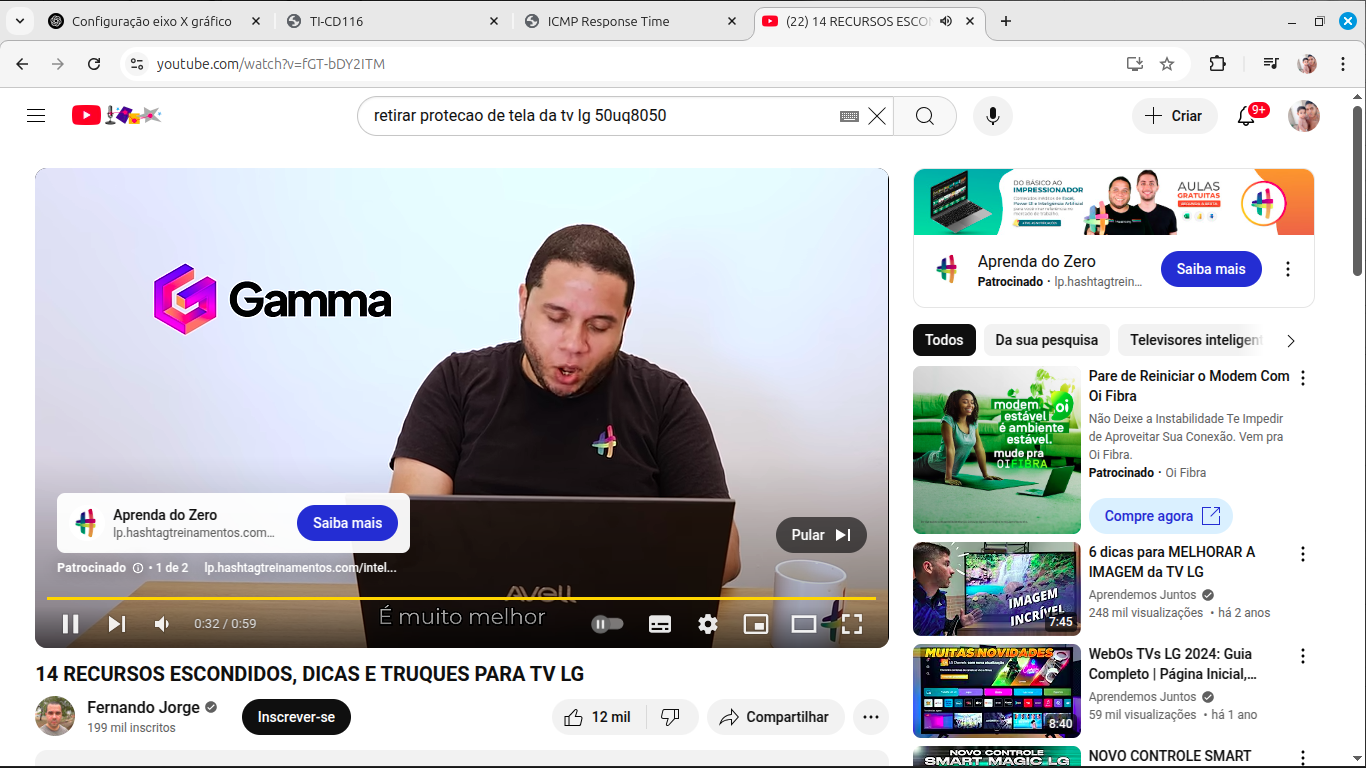 Configuração eixo X gráfico
TI-CD116
ICMP Response Time
(22) 14 RECURSOS ESCON
youtube.com/watch?v=fGT-bDY2ITM
retirar protecao de tela da tv lg 50uq8050
Criar
9+
Gamma
Aprenda do Zero
lp.hashtagtreinamentos.com...
Saiba mais
Patrocinado • 1 de 2 lp.hashtagtreinamentos.com/intel...
Pular
Avell
É muito melhor
0:32 / 0:59
14 RECURSOS ESCONDIDOS, DICAS E TRUQUES PARA TV LG
Fernando Jorge
199 mil inscritos
Inscrever-se
12 mil
Compartilhar
DO BÁSICO AO
IMPRESSIONADOR
AULAS
GRATUITAS
Aprenda do Zero
Patrocinado · lp.hashtagtrein...
Saiba mais
Todos
Da sua pesquisa
Televisores inteligent
Pare de Reiniciar o Modem Com
Oi Fibra
Não Deixe a Instabilidade Te Impedir
de Aproveitar Sua Conexão. Vem pra
Oi Fibra.
Patrocinado · Oi Fibra
Compre agora
oi
modem
estável
é ambiente
estável.
mude pra
OI FIBRA
6 dicas para MELHORAR A
IMAGEM da TV LG
Aprendemos Juntos
248 mil visualizações • há 2 anos
IMAGEM
INCRÍVEL
7:45
WebOs TVs LG 2024: Guia
Completo | Página Inicial,...
Aprendemos Juntos
59 mil visualizações • há 1 ano
MUITAS NOVIDADES
8:40
NOVO CONTROLE SMART
NOVO CONTROLE
SMART MAGIC LG